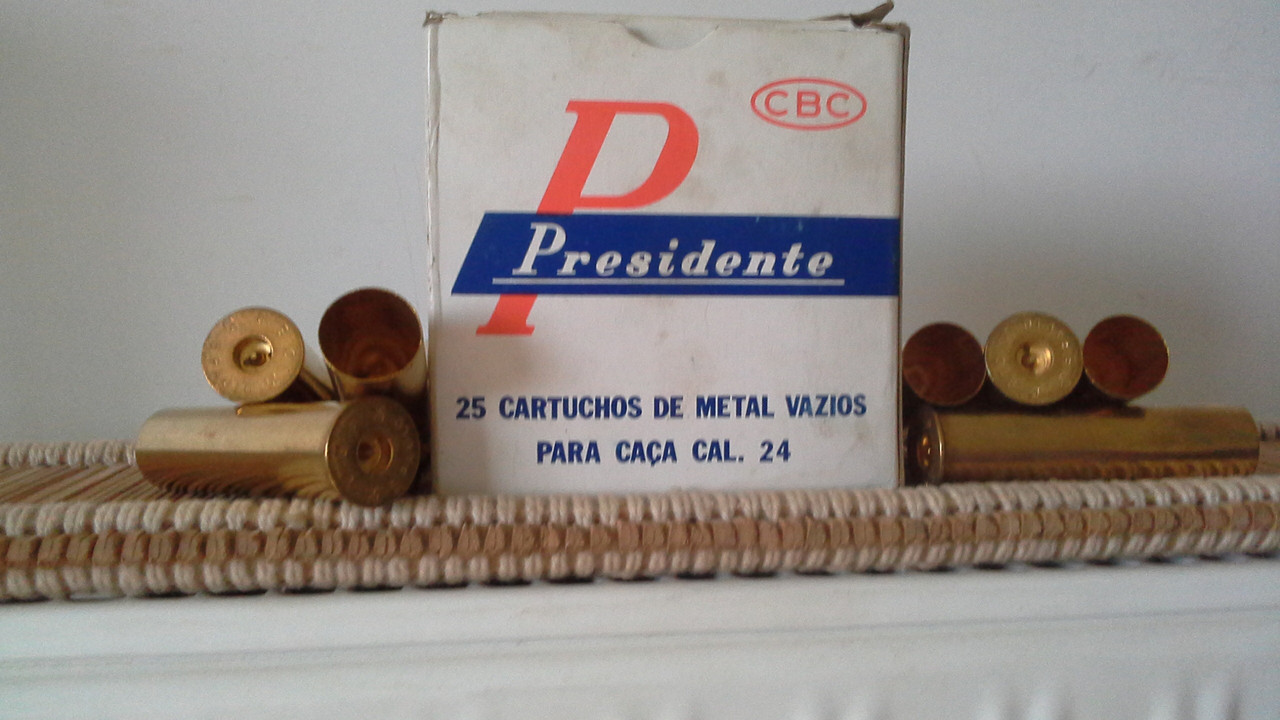 CBC
P
Presidente
25 CARTUCHOS DE METAL VAZIOS
PARA CAÇA CAL. 24